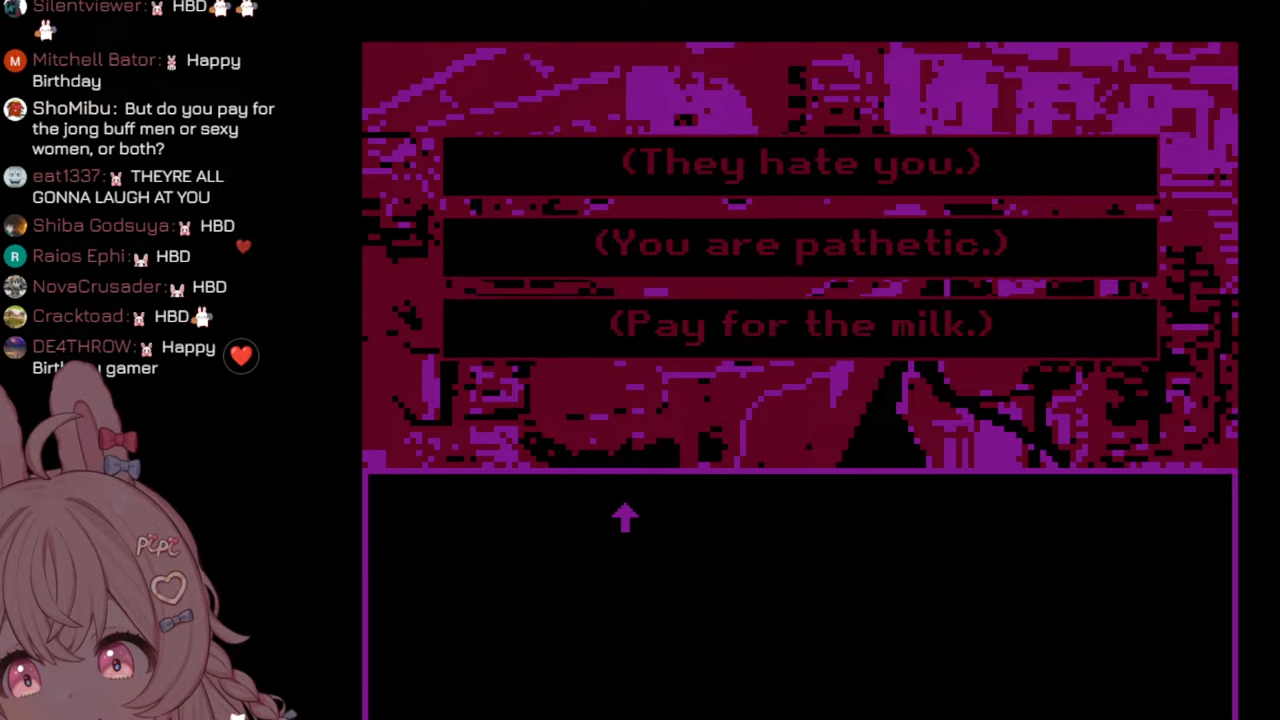 Silentviewer: HBD
Mitchell Bator: Happy
Birthday
ShoMibu: But do you pay for
the jong buff men or sexy
women, or both?
eat1337: THEYRE ALL
GONNA LAUGH AT YOU
Shiba Godsuya: HBD
Raios Ephi: HBD
NovaCrusader: HBD
Cracktoad: HBD
DE4THROW: Happy
Birthday gamer
M
R
(They hate you.)
(You are pathetic.)
(Pay for the milk.)
PiPi